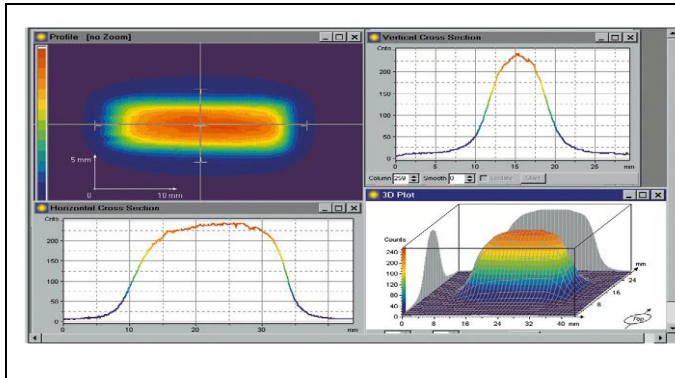 Profile [no Zoom]
5 mm
0
10 mm
Vertical Cross Section
Cnts
200
150
100
50
0
0 5 10 15 20 25 mm
Column 259 Smooth 0 Update Start
Horizontal Cross Section
Cnts
200
150
100
50
0
0 10 20 30 mm
3D Plot
Counts
240
200
160
120
80
40
0
0 8 16 24 32 40 mm
8
16
24
mm
Top